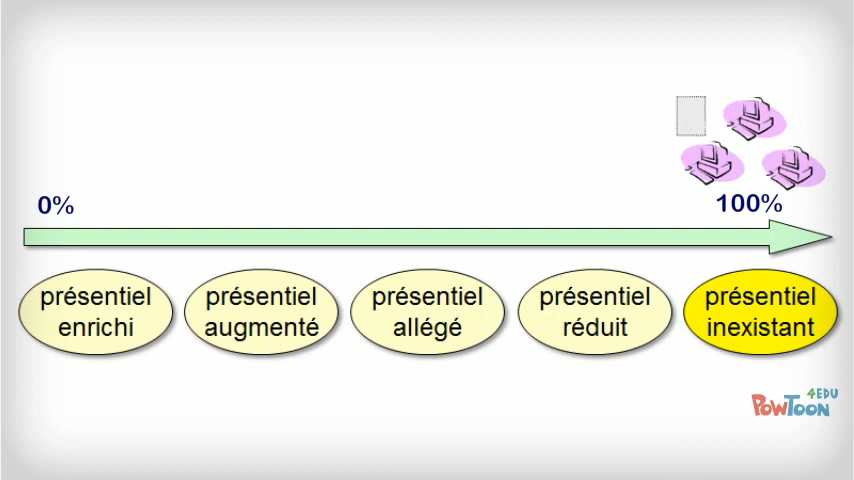 0%
100%
présentiel
enrichi
présentiel
augmenté
présentiel
allégé
présentiel
réduit
présentiel
inexistant
4EDU
POWTOON